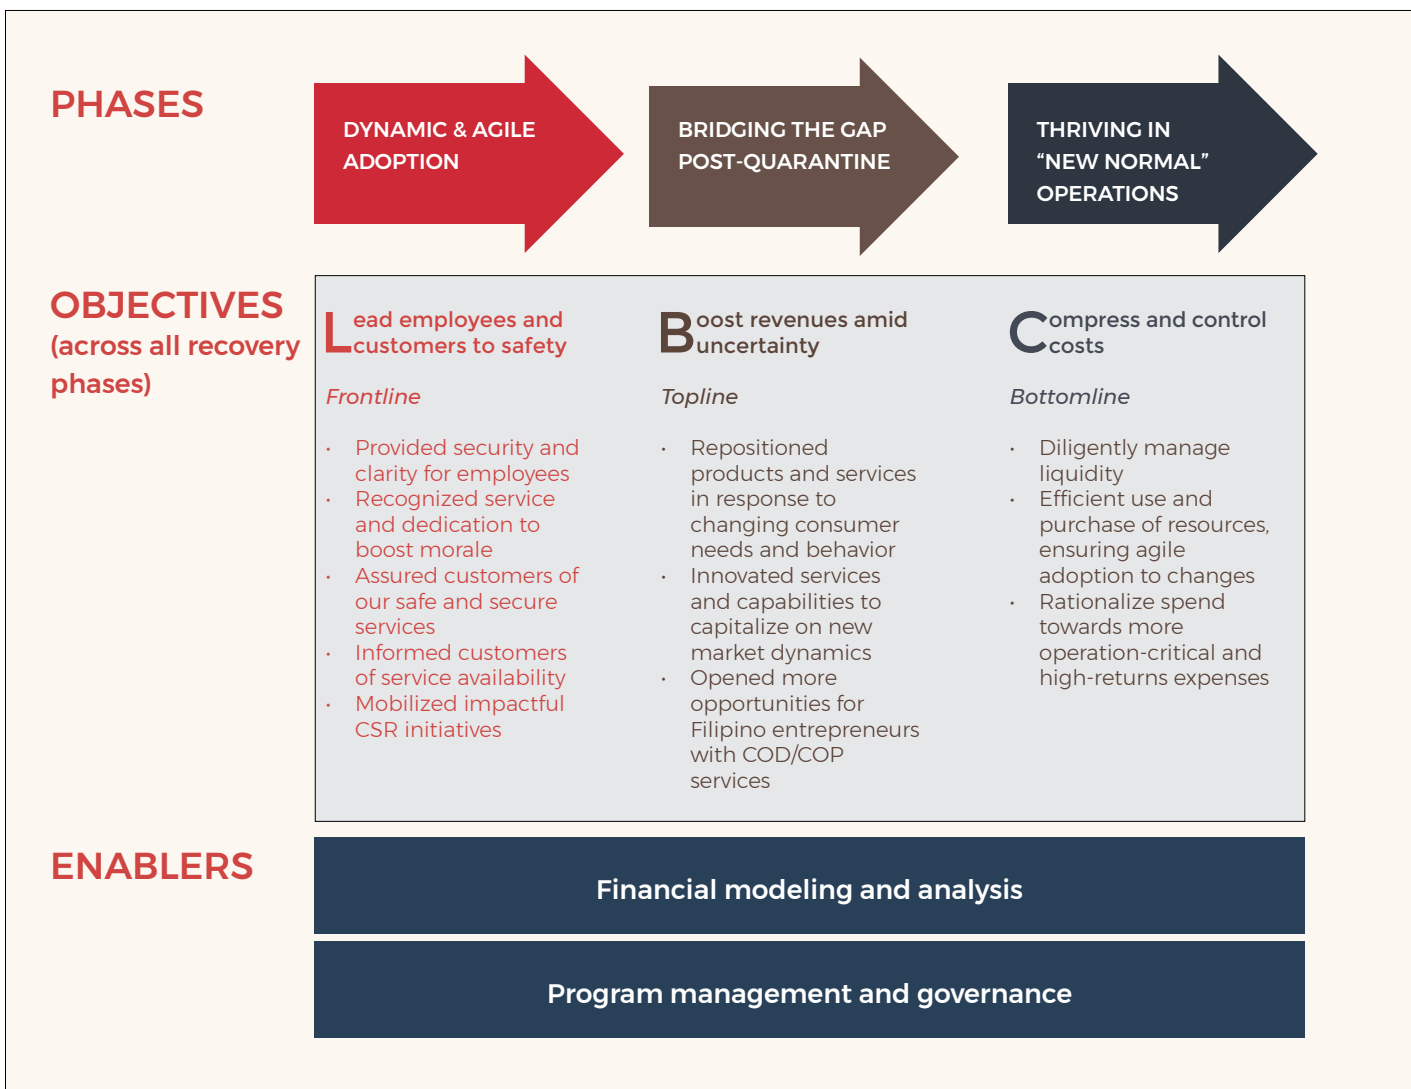 PHASES
DYNAMIC & AGILE
ADOPTION
BRIDGING THE GAP
POST-QUARANTINE
THRIVING IN
“NEW NORMAL”
OPERATIONS
OBJECTIVES
(across all recovery
phases)
Lead employees and
customers to safety
Frontline
• Provided security and
clarity for employees
• Recognized service
and dedication to
boost morale
• Assured customers of
our safe and secure
services
• Informed customers
of service availability
• Mobilized impactful
CSR initiatives
Boost revenues amid
uncertainty
Topline
• Repositioned
products and services
in response to
changing consumer
needs and behavior
• Innovated services
and capabilities to
capitalize on new
market dynamics
• Opened more
opportunities for
Filipino entrepreneurs
with COD/COP
services
Compress and control
costs
Bottomline
• Diligently manage
liquidity
• Efficient use and
purchase of resources,
ensuring agile
adoption to changes
• Rationalize spend
towards more
operation-critical and
high-returns expenses
ENABLERS
Financial modeling and analysis
Program management and governance